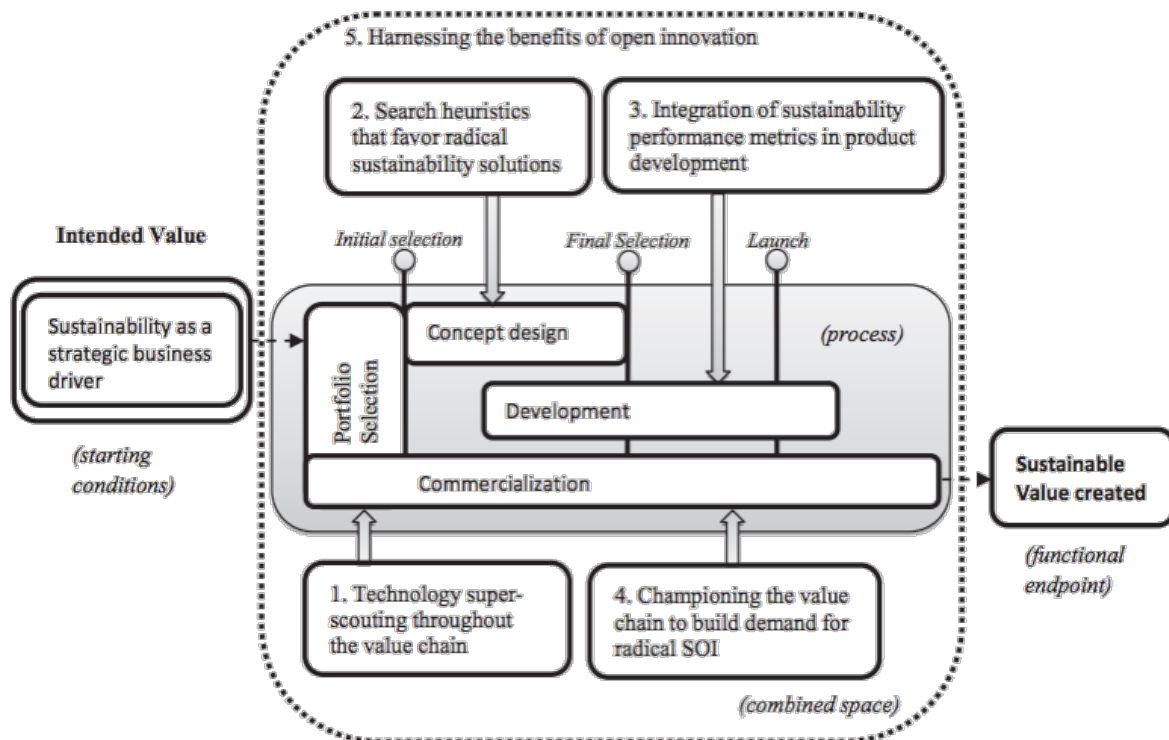 5. Harnessing the benefits of open innovation
2. Search heuristics
that favor radical
sustainability solutions
3. Integration of sustainability
performance metrics in product
development
Intended Value
Initial selection
Final Selection
Launch
Sustainability as a
strategic business
driver
(starting
conditions)
Portfolio
Selection
Concept design
(process)
Development
Commercialization
Sustainable
Value created
(functional
endpoint)
1. Technology super-
scouting throughout
the value chain
4. Championing the value
chain to build demand for
radical SOI
(combined space)